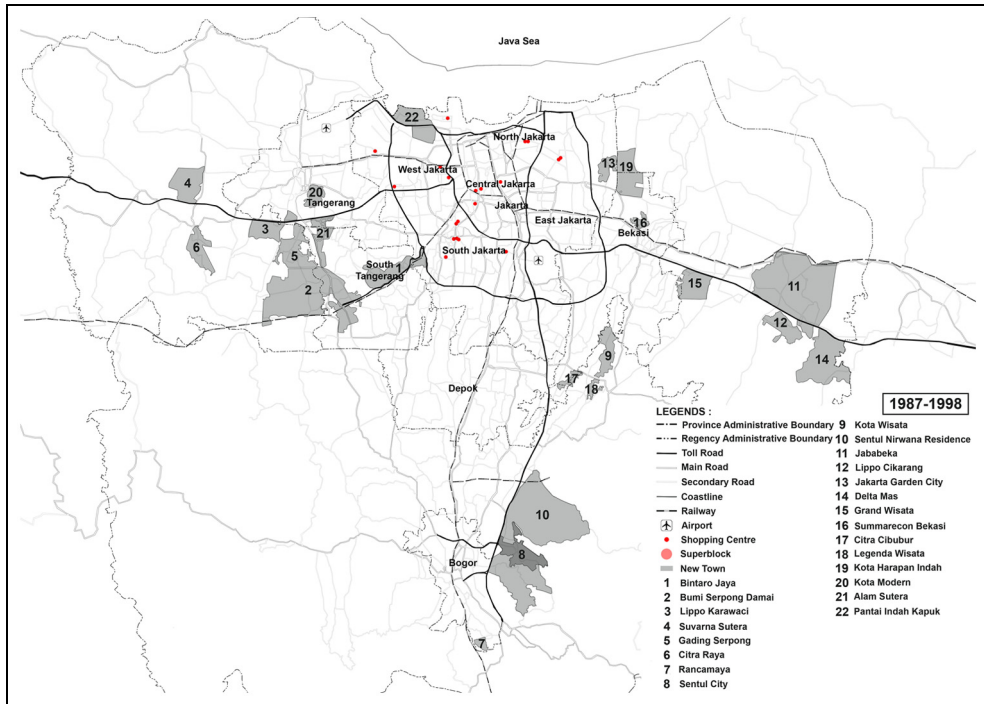 Java Sea
22
North Jakarta
13
19
West Jakarta
4
Central Jakarta
20
Tangerang
Jakarta
3
21
East Jakarta
16
Bekasi
6
5
South Jakarta
South
Tangerang
1
2
15
11
12
14
9
17
18
Depok
1987-1998
LEGENDS :
Province Administrative Boundary
Regency Administrative Boundary
Toll Road
Main Road
Secondary Road
Coastline
Railway
Airport
Shopping Centre
Superblock
New Town
1 Bintaro Jaya
2 Bumi Serpong Damai
3 Lippo Karawaci
4 Suvarna Sutera
5 Gading Serpong
6 Citra Raya
7 Rancamaya
8 Sentul City
9 Kota Wisata
10 Sentul Nirwana Residence
11 Jababeka
12 Lippo Cikarang
13 Jakarta Garden City
14 Delta Mas
15 Grand Wisata
16 Summarecon Bekasi
17 Citra Cibubur
18 Legenda Wisata
19 Kota Harapan Indah
20 Kota Modern
21 Alam Sutera
22 Pantai Indah Kapuk
10
8
Bogor
7